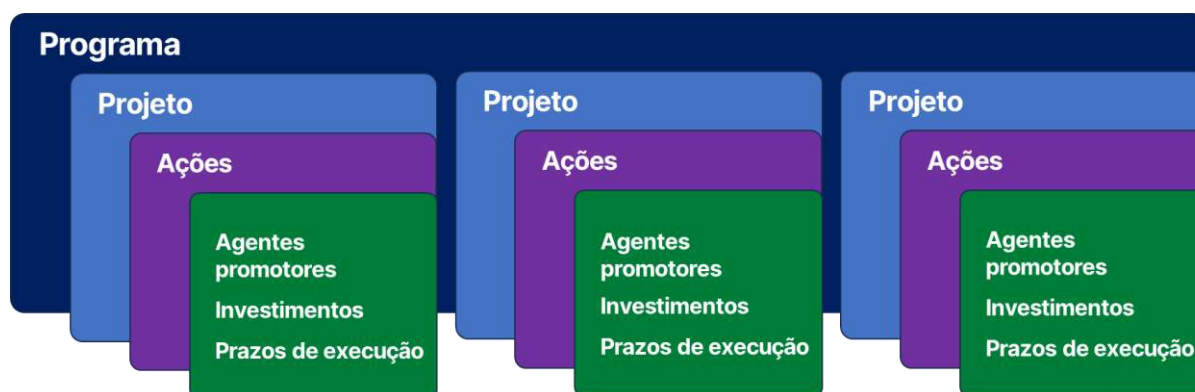 Programa
Projeto
Ações
Agentes
promotores
Investimentos
Prazos de execução
Projeto
Ações
Agentes
promotores
Investimentos
Prazos de execução
Projeto
Ações
Agentes
promotores
Investimentos
Prazos de execução